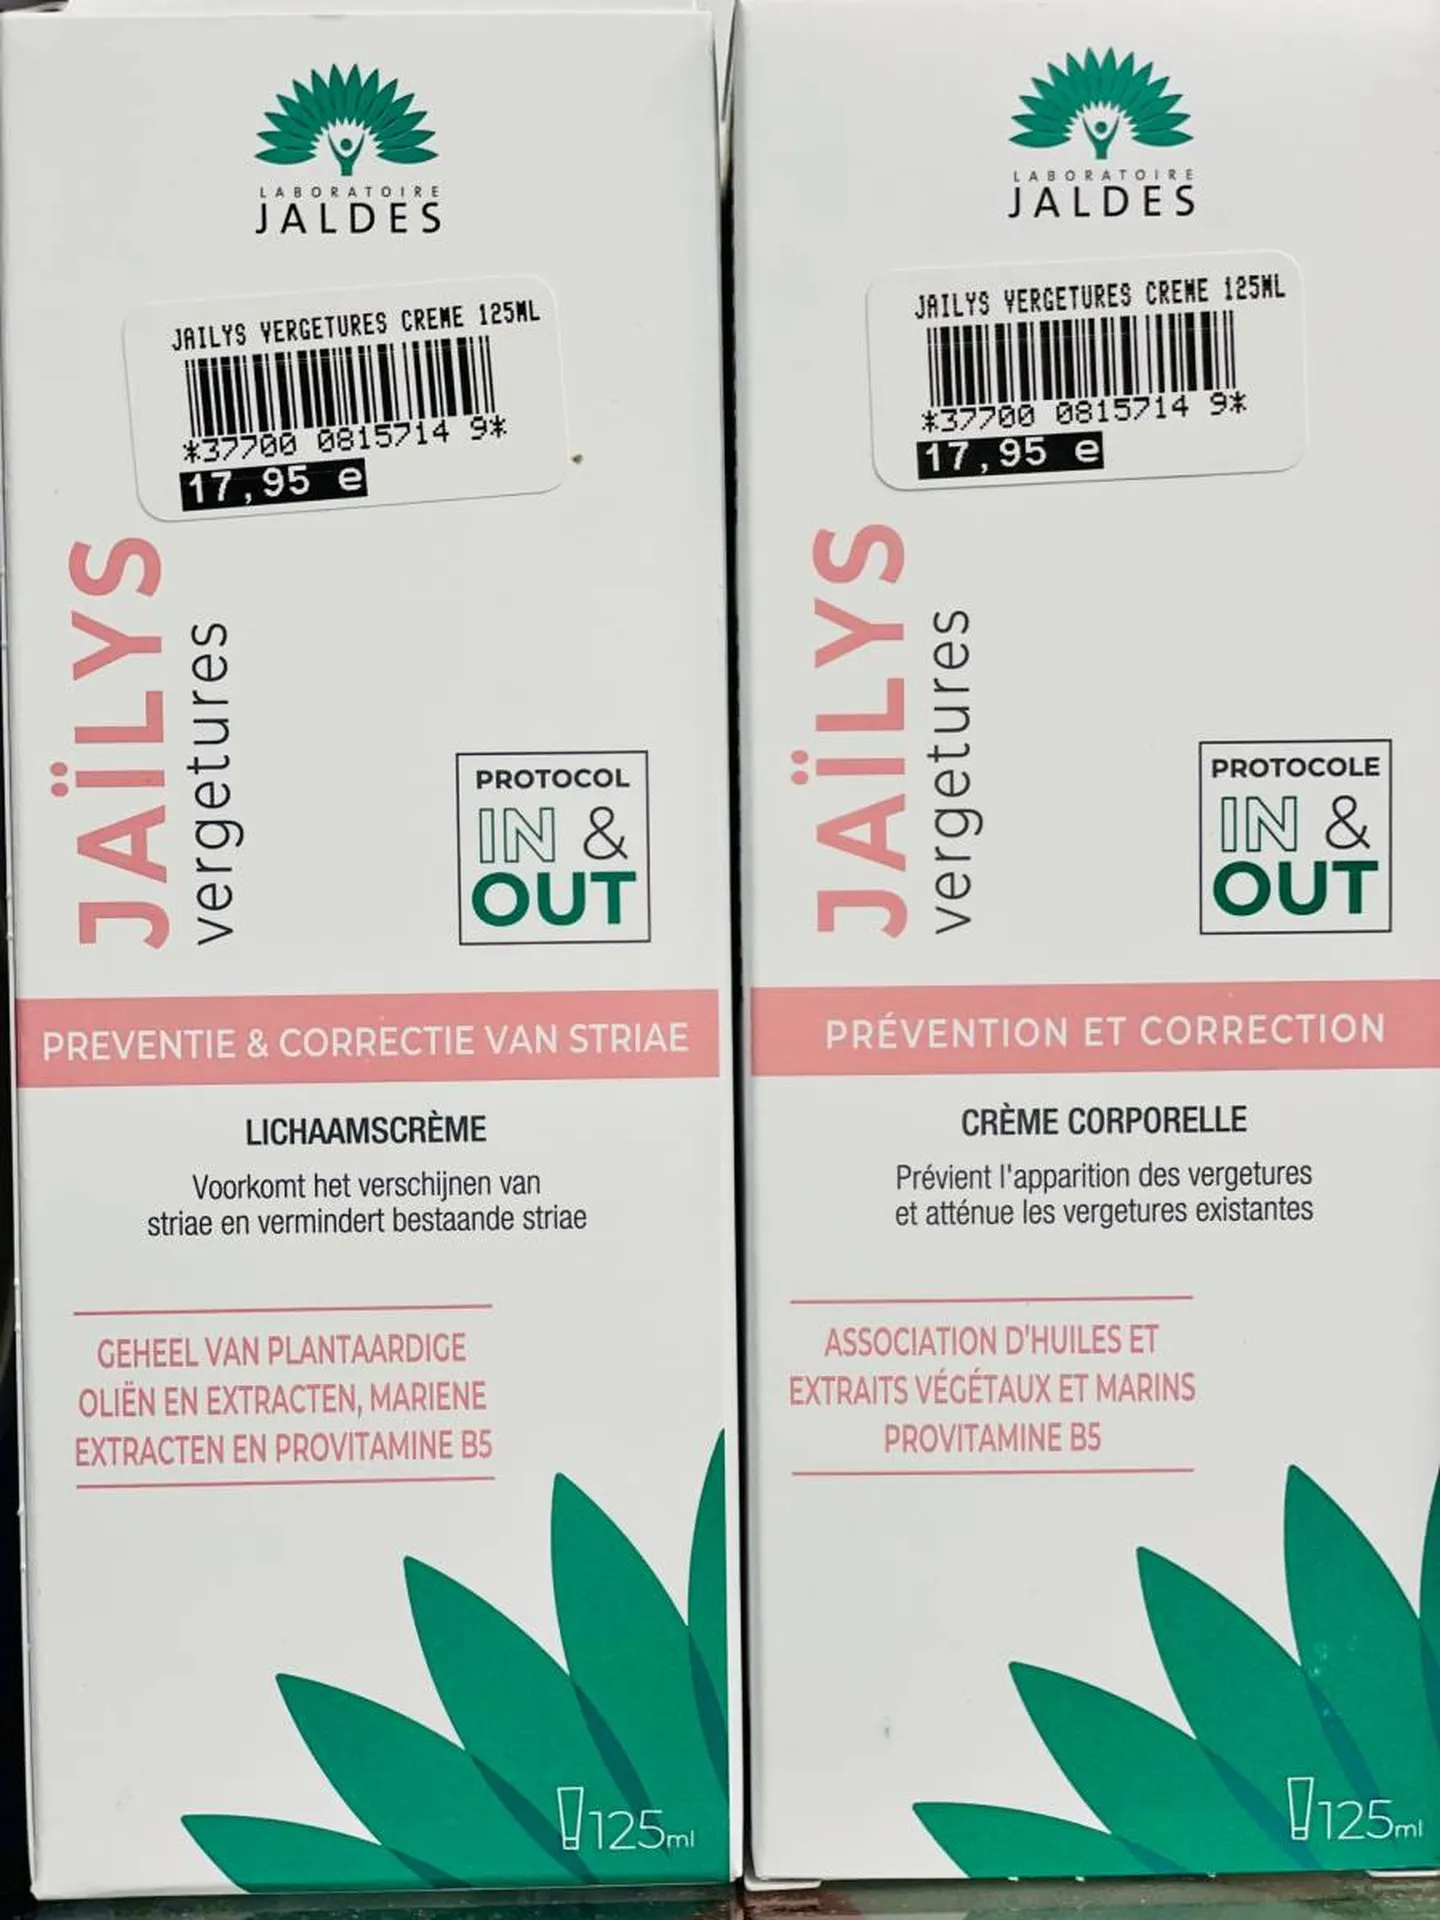 LABORATOIRE
JALDES
JAILYS VERGETURES CREME 125ML
*37700 0815714 9*
17,95 e
JAÏLYS
vergetures
PROTOCOL
IN &
OUT
PREVENTIE & CORRECTIE VAN STRIAE
LICHAAMSCRÈME
Voorkomt het verschijnen van
striae en vermindert bestaande striae
GEHEEL VAN PLANTAARDIGE
OLIËN EN EXTRACTEN, MARIENE
EXTRACTEN EN PROVITAMINE B5
125ml
LABORATOIRE
JALDES
JAILYS VERGETURES CREME 125ML
*37700 0815714 9*
17,95 e
JAÏLYS
vergetures
PROTOCOLE
IN &
OUT
PRÉVENTION ET CORRECTION
CRÈME CORPORELLE
Prévient l'apparition des vergetures
et atténue les vergetures existantes
ASSOCIATION D'HUILES ET
EXTRAITS VÉGÉTAUX ET MARINS
PROVITAMINE B5
125ml